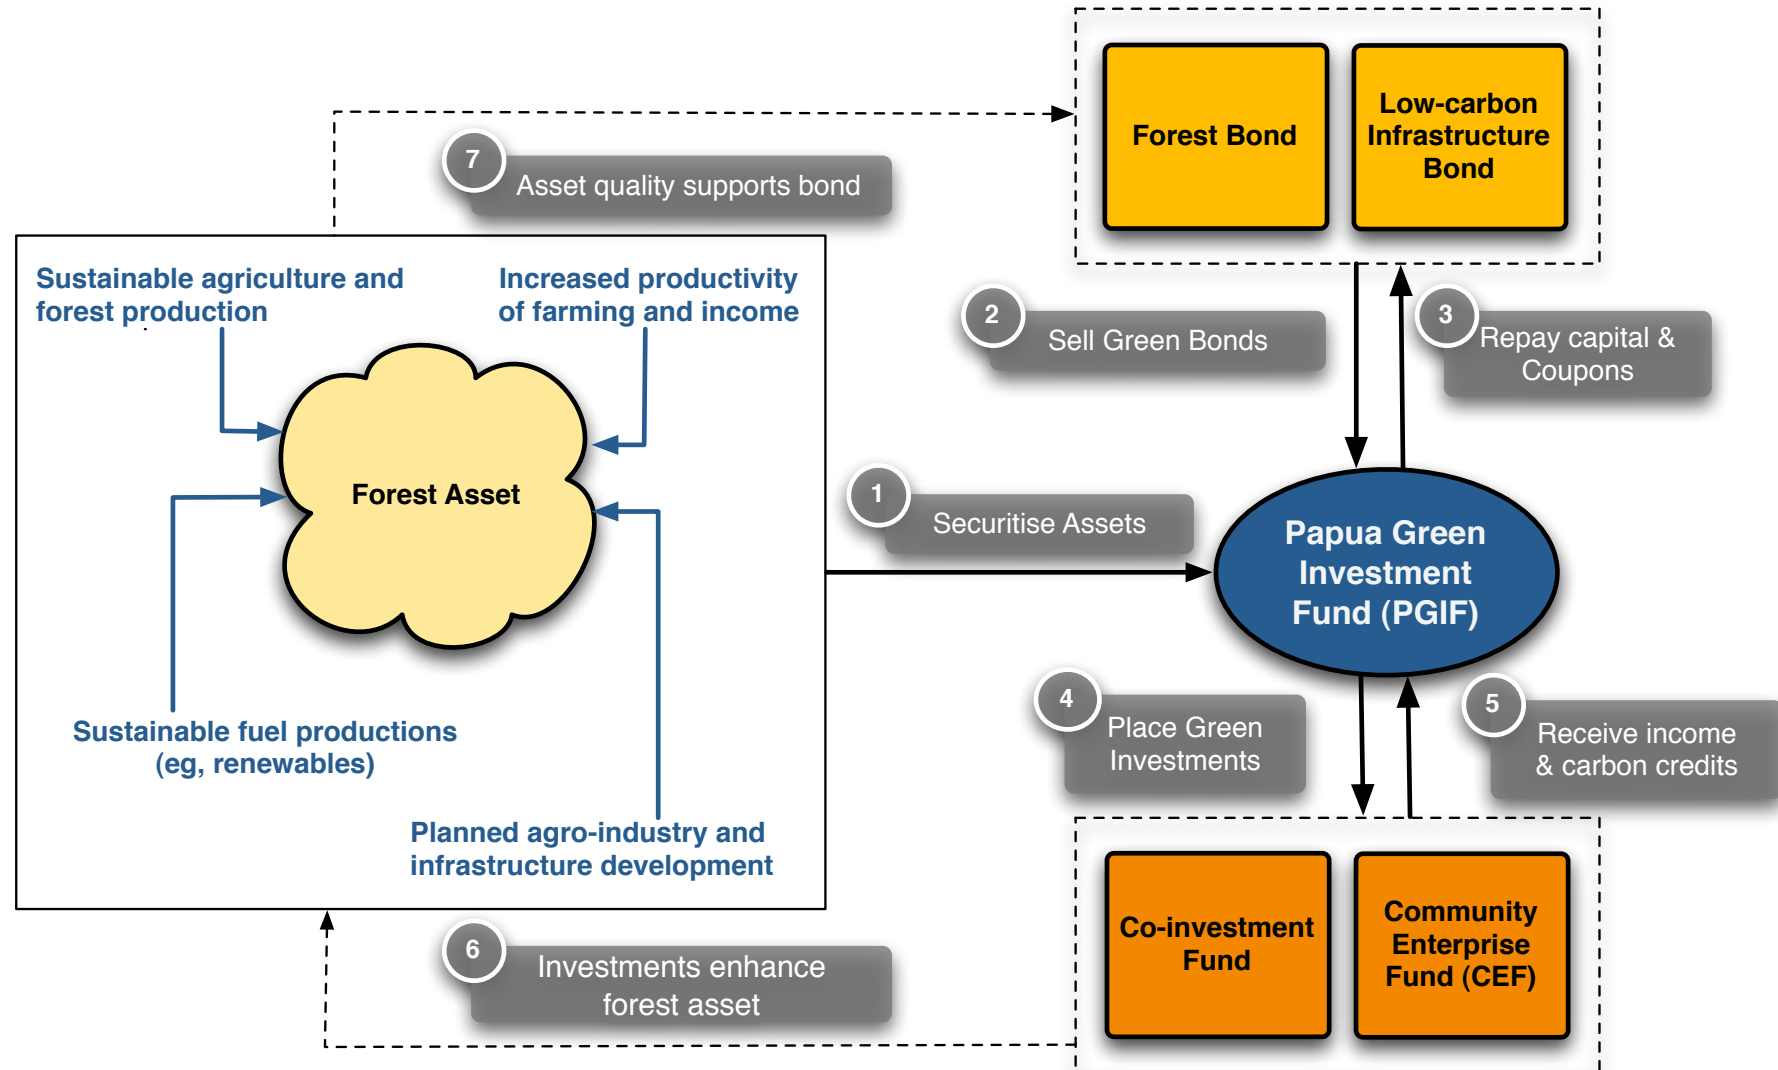 Forest Bond
Low-carbon
Infrastructure
Bond
7
Asset quality supports bond
Sustainable agriculture and
forest production
Increased productivity
of farming and income
2
Sell Green Bonds
3
Repay capital &
Coupons
Forest Asset
1
Securitise Assets
Papua Green
Investment
Fund (PGIF)
Sustainable fuel productions
(eg, renewables)
4
Place Green
Investments
5
Receive income
& carbon credits
Planned agro-industry and
infrastructure development
6
Investments enhance
forest asset
Co-investment
Fund
Community
Enterprise
Fund (CEF)